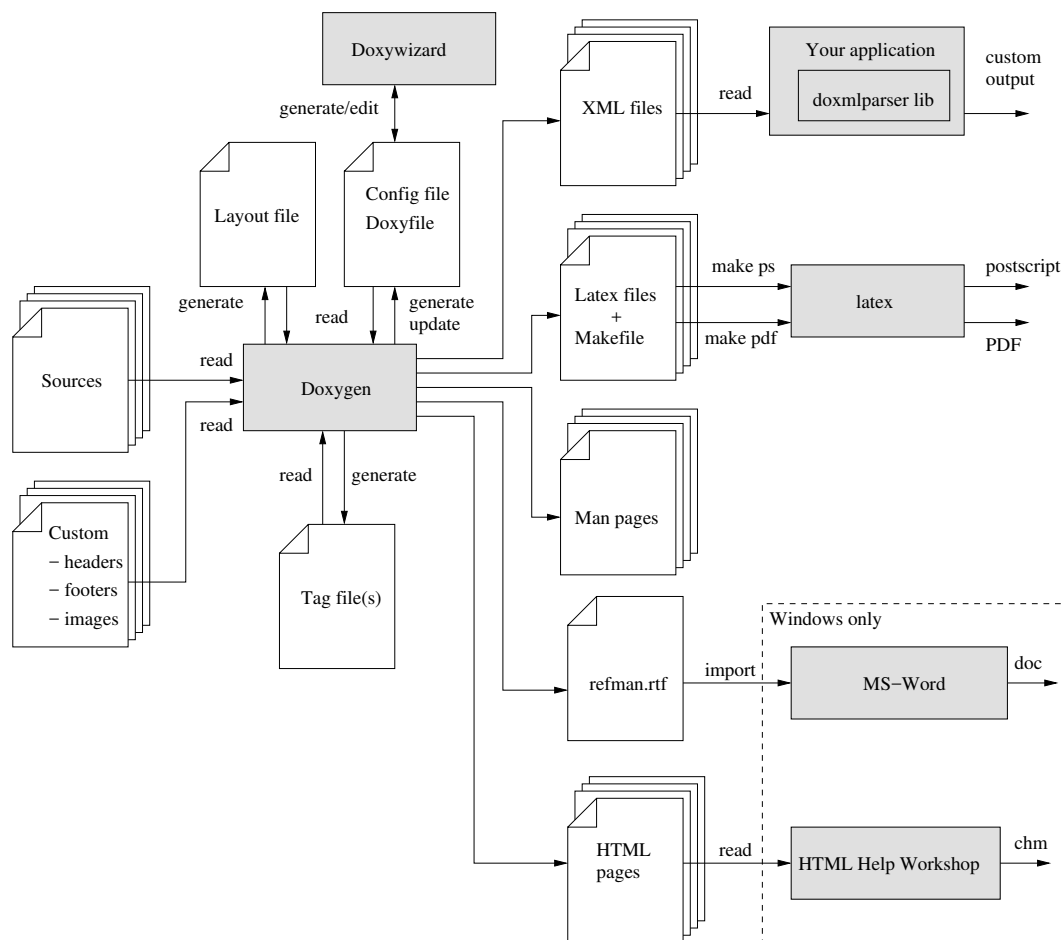 Doxywizard
generate/edit
Layout file
Config file
Doxyfile
generate
read
generate
update
Sources
read
Doxygen
read
Custom
− headers
− footers
− images
read
generate
Tag file(s)
XML files
read
Your application
doxmlparser lib
custom
output
Latex files
+
Makefile
make ps
make pdf
latex
postscript
PDF
Man pages
Windows only
refman.rtf
import
MS−Word
doc
HTML
pages
read
HTML Help Workshop
chm